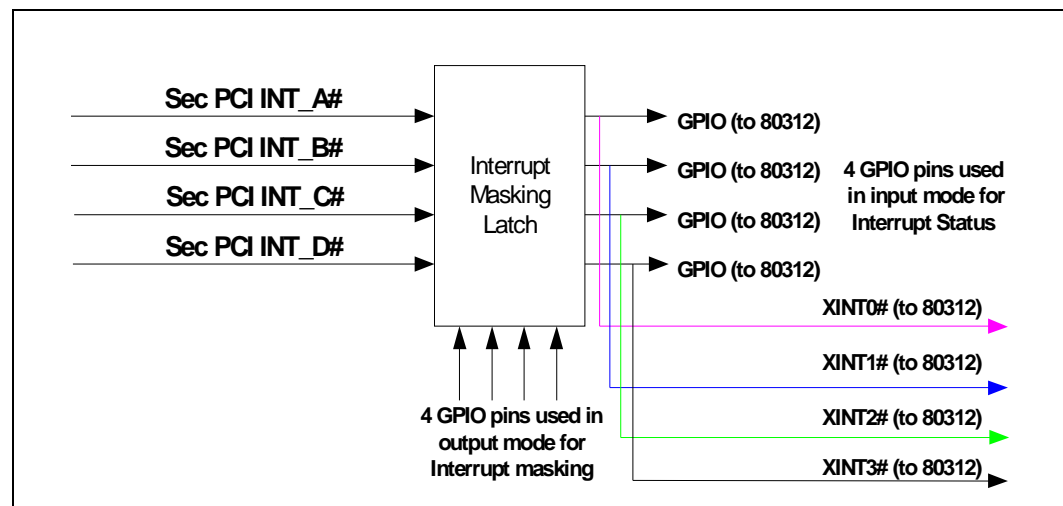 Sec PCI INT_A#
Sec PCI INT_B#
Sec PCI INT_C#
Sec PCI INT_D#
Interrupt
Masking
Latch
GPIO (to 80312)
GPIO (to 80312)
GPIO (to 80312)
GPIO (to 80312)
4 GPIO pins used
in input mode for
Interrupt Status
XINT0# (to 80312)
XINT1# (to 80312)
XINT2# (to 80312)
XINT3# (to 80312)
4 GPIO pins used in
output mode for
Interrupt masking